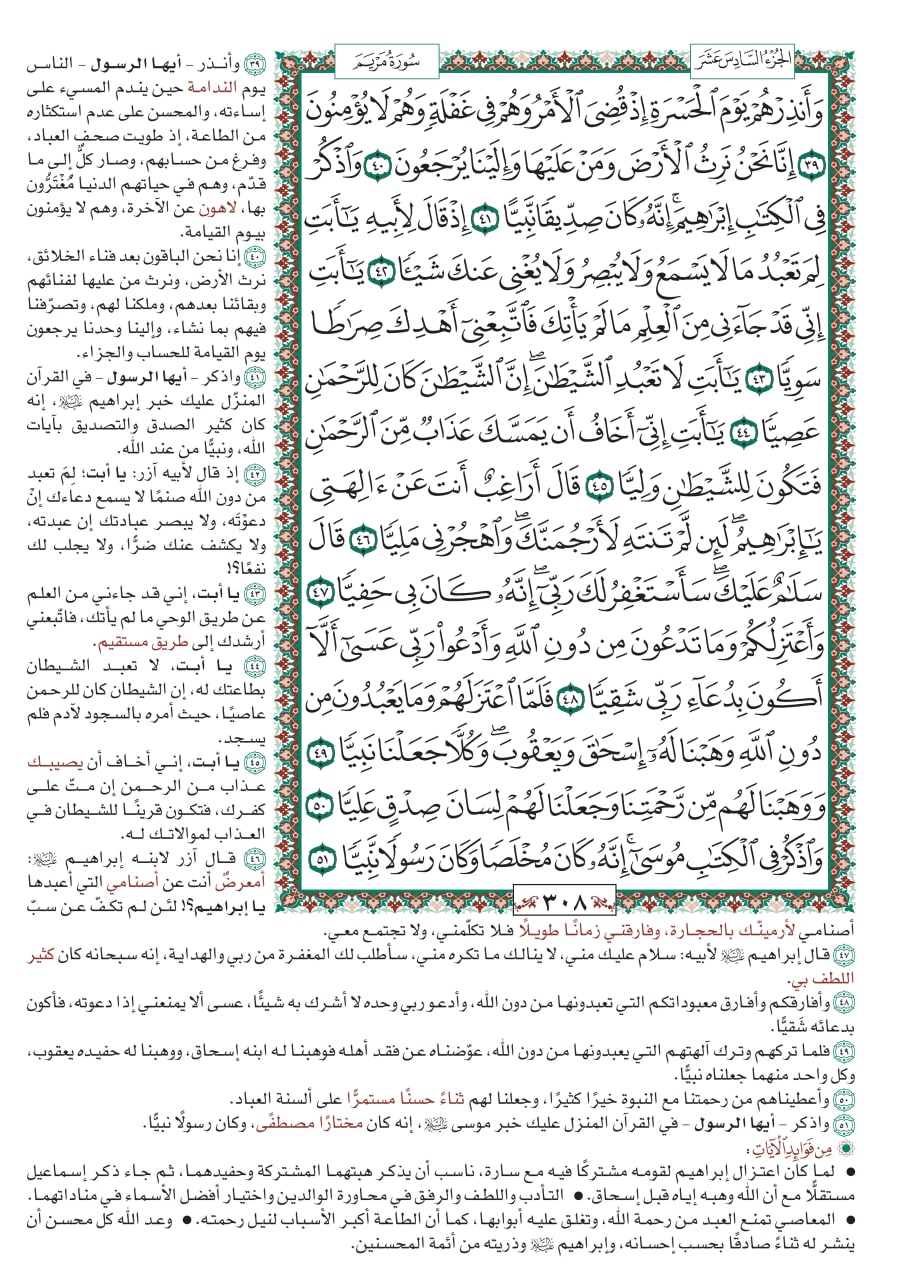 الجُزْءُ السَّادِسَ عَشَرَ
سُورَةُ مَرْيَمَ
وَأَنذِرْهُمْ يَوْمَ ٱلْحَسْرَةِ إِذْ قُضِىَ ٱلْأَمْرُ وَهُمْ فِى غَفْلَةٍ وَهُمْ لَا يُؤْمِنُونَ
٣٩ إِنَّا نَحْنُ نَرِثُ ٱلْأَرْضَ وَمَنْ عَلَيْهَا وَإِلَيْنَا يُرْجَعُونَ ٤٠ وَٱذْكُرْ
فِى ٱلْكِتَٰبِ إِبْرَٰهِيمَۚ إِنَّهُۥ كَانَ صِدِّيقًا نَّبِيًّا ٤١ إِذْ قَالَ لِأَبِيهِ يَٰٓأَبَتِ
لِمَ تَعْبُدُ مَا لَا يَسْمَعُ وَلَا يُبْصِرُ وَلَا يُغْنِى عَنكَ شَيْـًٔا ٤٢ يَٰٓأَبَتِ
إِنِّى قَدْ جَآءَنِى مِنَ ٱلْعِلْمِ مَا لَمْ يَأْتِكَ فَٱتَّبِعْنِىٓ أَهْدِكَ صِرَٰطًا
سَوِيًّا ٤٣ يَٰٓأَبَتِ لَا تَعْبُدِ ٱلشَّيْطَٰنَۖ إِنَّ ٱلشَّيْطَٰنَ كَانَ لِلرَّحْمَٰنِ
عَصِيًّا ٤٤ يَٰٓأَبَتِ إِنِّىٓ أَخَافُ أَن يَمَسَّكَ عَذَابٌ مِّنَ ٱلرَّحْمَٰنِ
فَتَكُونَ لِلشَّيْطَٰنِ وَلِيًّا ٤٥ قَالَ أَرَاغِبٌ أَنتَ عَنْ ءَالِهَتِى
يَٰٓإِبْرَٰهِيمُۖ لَئِن لَّمْ تَنتَهِ لَأَرْجُمَنَّكَۖ وَٱهْجُرْنِى مَلِيًّا ٤٦ قَالَ
سَلَٰمٌ عَلَيْكَۖ سَأَسْتَغْفِرُ لَكَ رَبِّىٓۖ إِنَّهُۥ كَانَ بِى حَفِيًّا ٤٧
وَأَعْتَزِلُكُمْ وَمَا تَدْعُونَ مِن دُونِ ٱللَّهِ وَأَدْعُوا۟ رَبِّى عَسَىٰٓ أَلَّآ
أَكُونَ بِدُعَآءِ رَبِّى شَقِيًّا ٤٨ فَلَمَّا ٱعْتَزَلَهُمْ وَمَا يَعْبُدُونَ مِن
دُونِ ٱللَّهِ وَهَبْنَا لَهُۥٓ إِسْحَٰقَ وَيَعْقُوبَۖ وَكُلًّا جَعَلْنَا نَبِيًّا ٤٩
وَوَهَبْنَا لَهُم مِّن رَّحْمَتِنَا وَجَعَلْنَا لَهُمْ لِسَانَ صِدْقٍ عَلِيًّا ٥٠
وَٱذْكُرْ فِى ٱلْكِتَٰبِ مُوسَىٰٓۚ إِنَّهُۥ كَانَ مُخْلَصًا وَكَانَ رَسُولًا نَّبِيًّا ٥١
٣٠٨
٣٩ وأنذر - أيها الرسول - الناس
يوم الندامة حين يندم المسيء على
إساءته، والمحسن على عدم استكثاره
من الطاعة، إذ طويت صحف العباد،
وفرغ من حسابهم، وصار كلٌّ إلى ما
قدّم، وهم في حياتهم الدنيا مُغْتَرُّون
بها، لاهون عن الآخرة، وهم لا يؤمنون
بيوم القيامة.
٤٠ إنا نحن الباقون بعد فناء الخلائق،
نرث الأرض، ونرث من عليها لفنائهم
وبقائنا بعدهم، وملكنا لهم، وتصرّفنا
فيهم بما نشاء، وإلينا وحدنا يرجعون
يوم القيامة للحساب والجزاء.
٤١ واذكر - أيها الرسول - في القرآن
المنزّل عليك خبر إبراهيم ﵇، إنه
كان كثير الصدق والتصديق بآيات
الله، ونبيًّا من عند الله.
٤٢ إذ قال لأبيه آزر: يا أبت؛ لِمَ تعبد
من دون الله صنمًا لا يسمع دعاءك إنْ
دعوْتَه، ولا يبصر عبادتك إن عبدته،
ولا يكشف عنك ضرًّا، ولا يجلب لك
نفعًا؟!
٤٣ يا أبت، إني قد جاءني من العلم
عن طريق الوحي ما لم يأتك، فاتّبعني
أرشدك إلى طريق مستقيم.
٤٤ يا أبت، لا تعبد الشيطان
بطاعتك له، إن الشيطان كان للرحمن
عاصيًا، حيث أمره بالسجود لآدم فلم
يسجد.
٤٥ يا أبت، إني أخاف أن يصيبك
عذاب من الرحمن إن متّ على
كفرك، فتكون قرينًا للشيطان في
العذاب لموالاتك له.
٤٦ قال آزر لابنه إبراهيم ﵇:
أمعرضٌ أنت عن أصنامي التي أعبدها
يا إبراهيم؟! لئن لم تكفّ عن سبّ
أصنامي لأرمينّك بالحجارة، وفارقني زمانًا طويلًا فلا تكلّمني، ولا تجتمع معي.
٤٧ قال إبراهيم ﵇ لأبيه: سلام عليك مني، لا ينالك ما تكره مني، سأطلب لك المغفرة من ربي والهداية، إنه سبحانه كان كثير
اللطف بي.
٤٨ وأفارقكم وأفارق معبوداتكم التي تعبدونها من دون الله، وأدعو ربي وحده لا أشرك به شيئًا، عسى ألا يمنعني إذا دعوته، فأكون
بدعائه شَقيًّا.
٤٩ فلما تركهم وترك آلهتهم التي يعبدونها من دون الله، عوّضناه عن فقد أهله فوهبنا له ابنه إسحاق، ووهبنا له حفيده يعقوب،
وكل واحد منهما جعلناه نبيًّا.
٥٠ وأعطيناهم من رحمتنا مع النبوة خيرًا كثيرًا، وجعلنا لهم ثناءً حسنًا مستمرًّا على ألسنة العباد.
٥١ واذكر - أيها الرسول - في القرآن المنزل عليك خبر موسى ﵇، إنه كان مختارًا مصطفًى، وكان رسولًا نبيًّا.
مِن فَوَائِدِ الْآيَاتِ:
• لما كان اعتزال إبراهيم لقومه مشتركًا فيه مع سارة، ناسب أن يذكر هبتهما المشتركة وحفيدهما، ثم جاء ذكر إسماعيل
مستقلًّا مع أن الله وهبه إياه قبل إسحاق. • التأدب واللطف والرفق في محاورة الوالدين واختيار أفضل الأسماء في مناداتهما.
• المعاصي تمنع العبد من رحمة الله، وتغلق عليه أبوابها، كما أن الطاعة أكبر الأسباب لنيل رحمته. • وعد الله كل محسن أن
ينشر له ثناءً صادقًا بحسب إحسانه، وإبراهيم ﵇ وذريته من أئمة المحسنين.